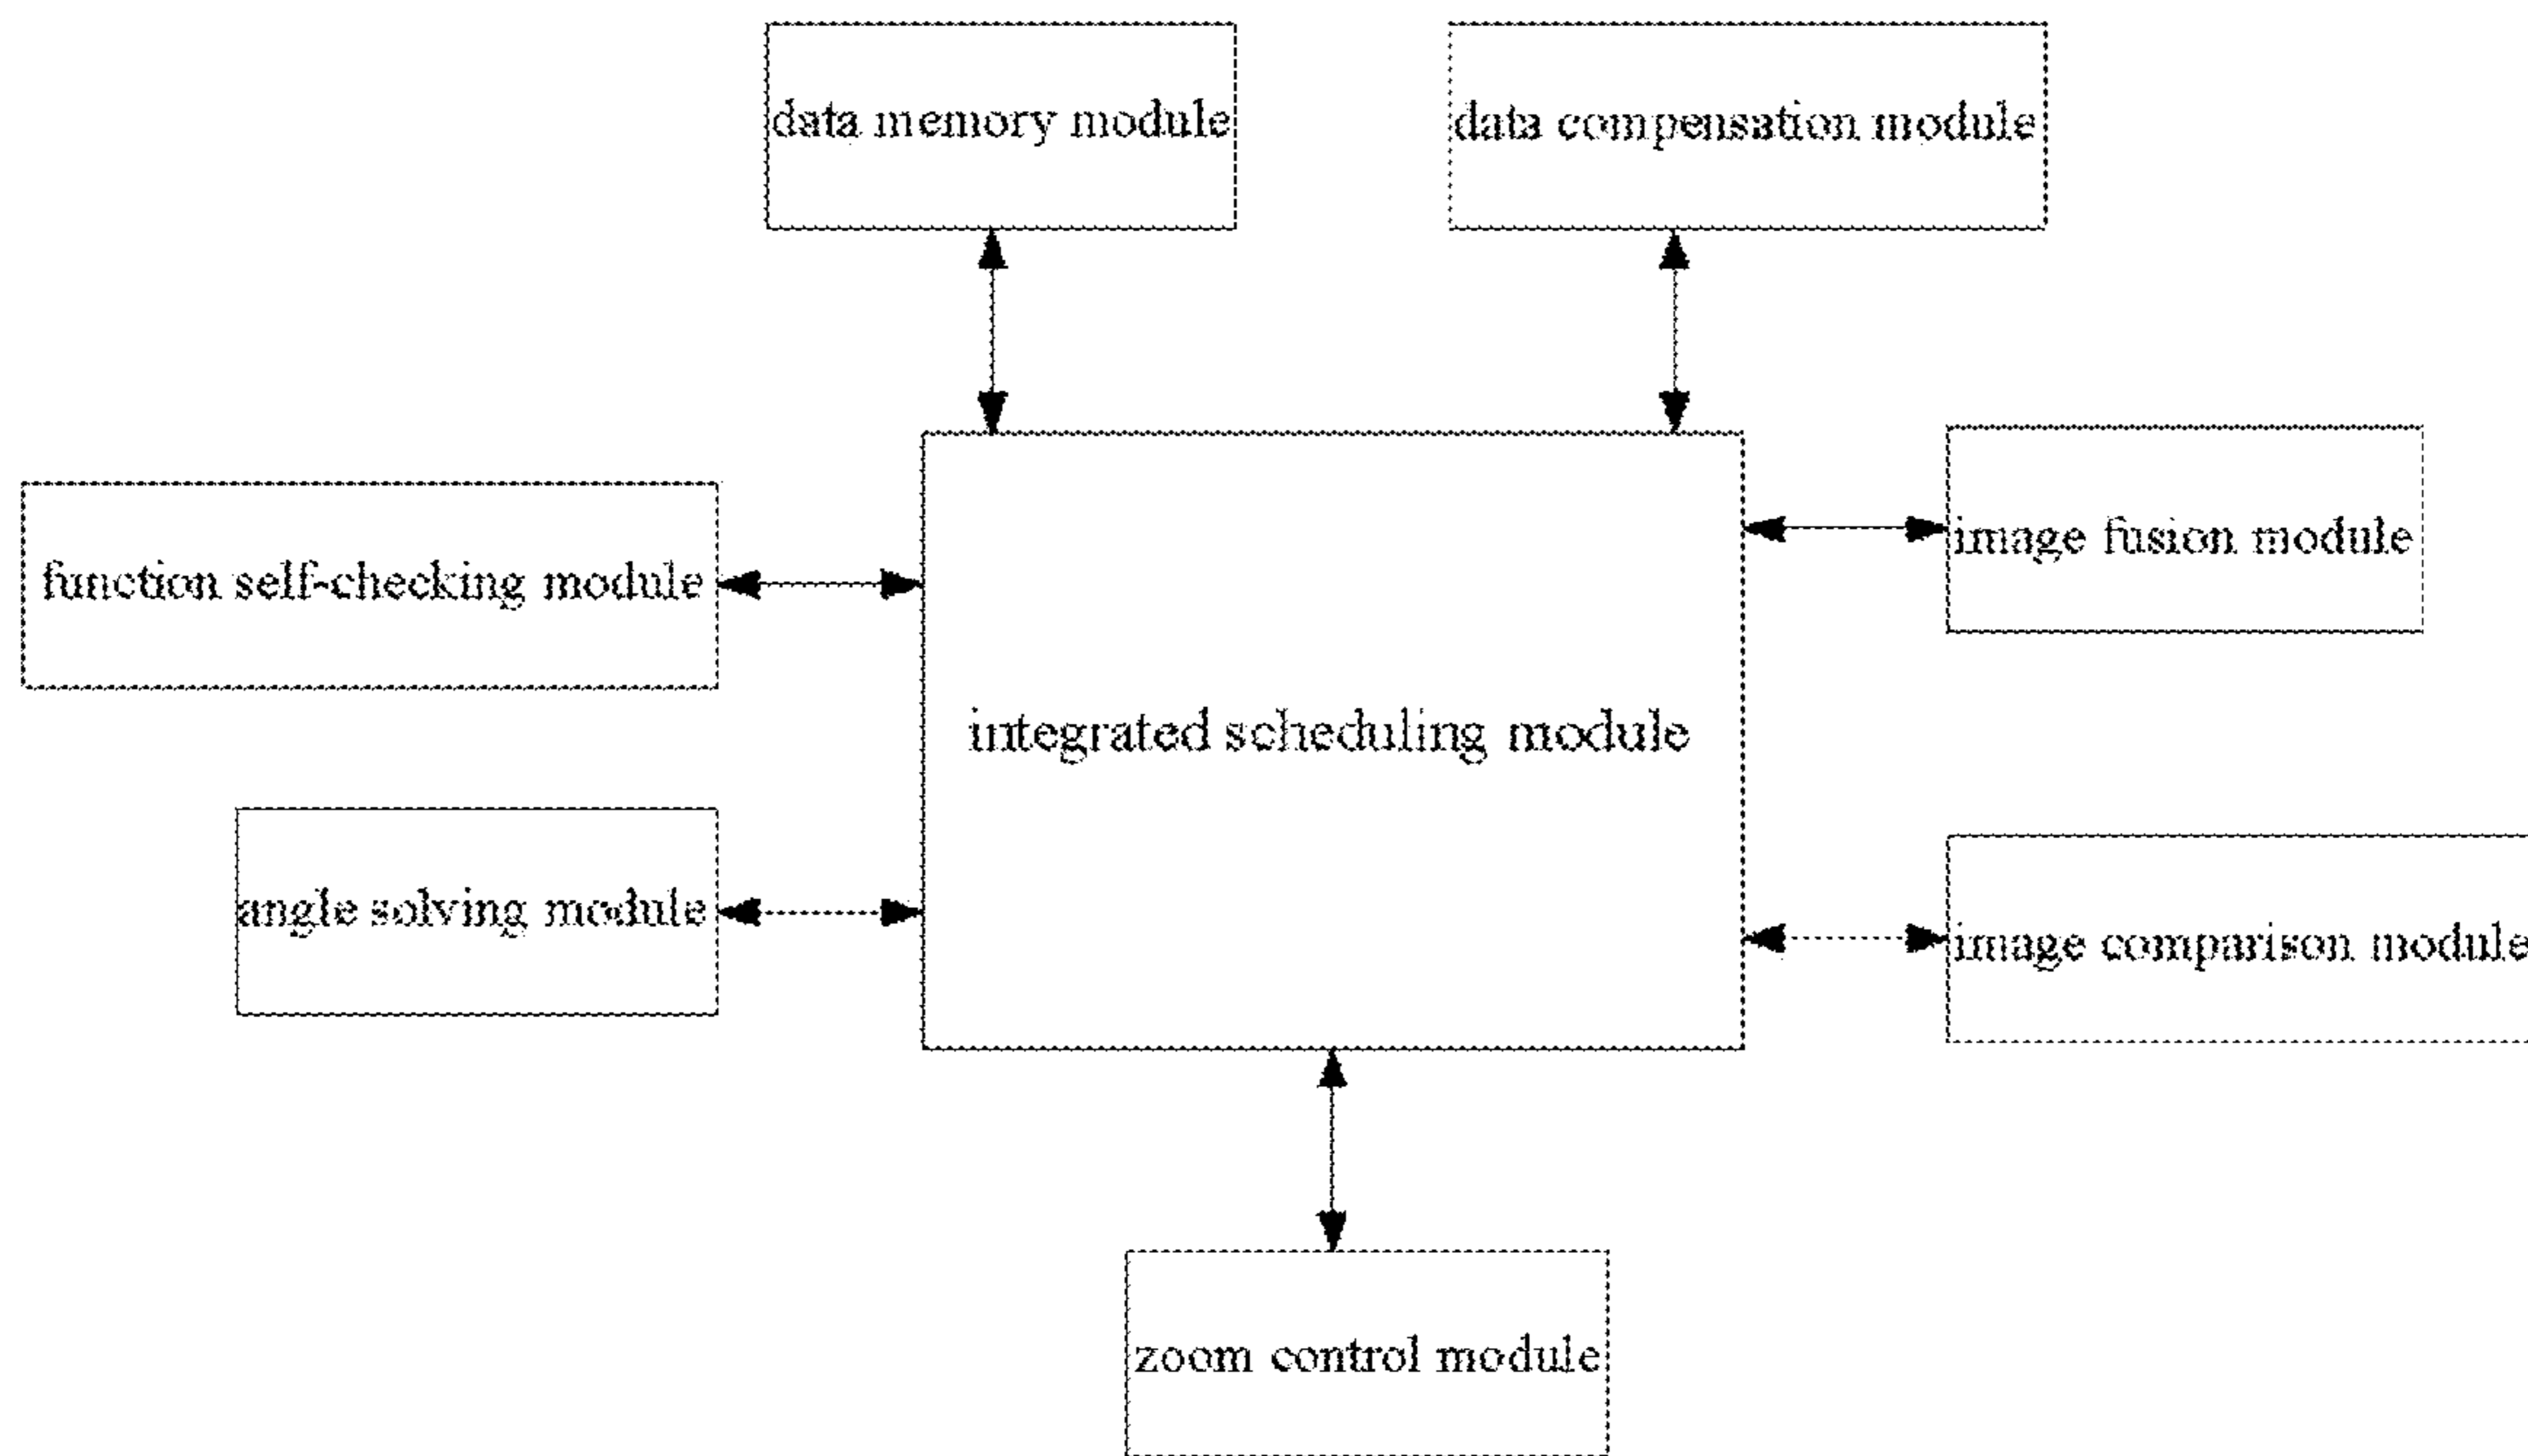 data memory module
data compensation module
function self-checking module
image fusion module
integrated scheduling module
angle solving module
image comparison module
zoom control module